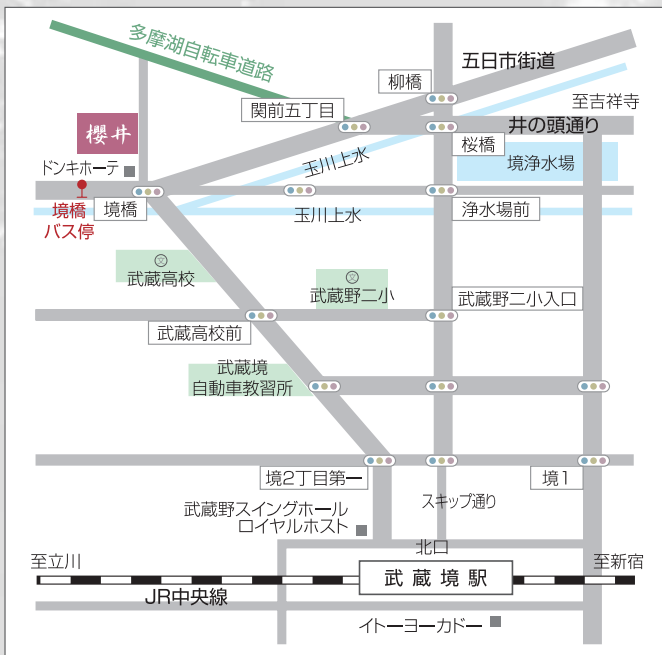 多摩湖自転車道路
五日市街道
柳橋
至吉祥寺
関前五丁目
井の頭通り
櫻井
桜橋
玉川上水
境浄水場
ドンキホーテ
境橋
バス停
境橋
玉川上水
浄水場前
文
武蔵高校
文
武蔵野二小
武蔵野二小入口
武蔵高校前
武蔵境
自動車教習所
境2丁目第一
スキップ通り
境1
武蔵野スイングホール
ロイヤルホスト
北口
至立川
武蔵境駅
至新宿
JR中央線
イトーヨーカドー